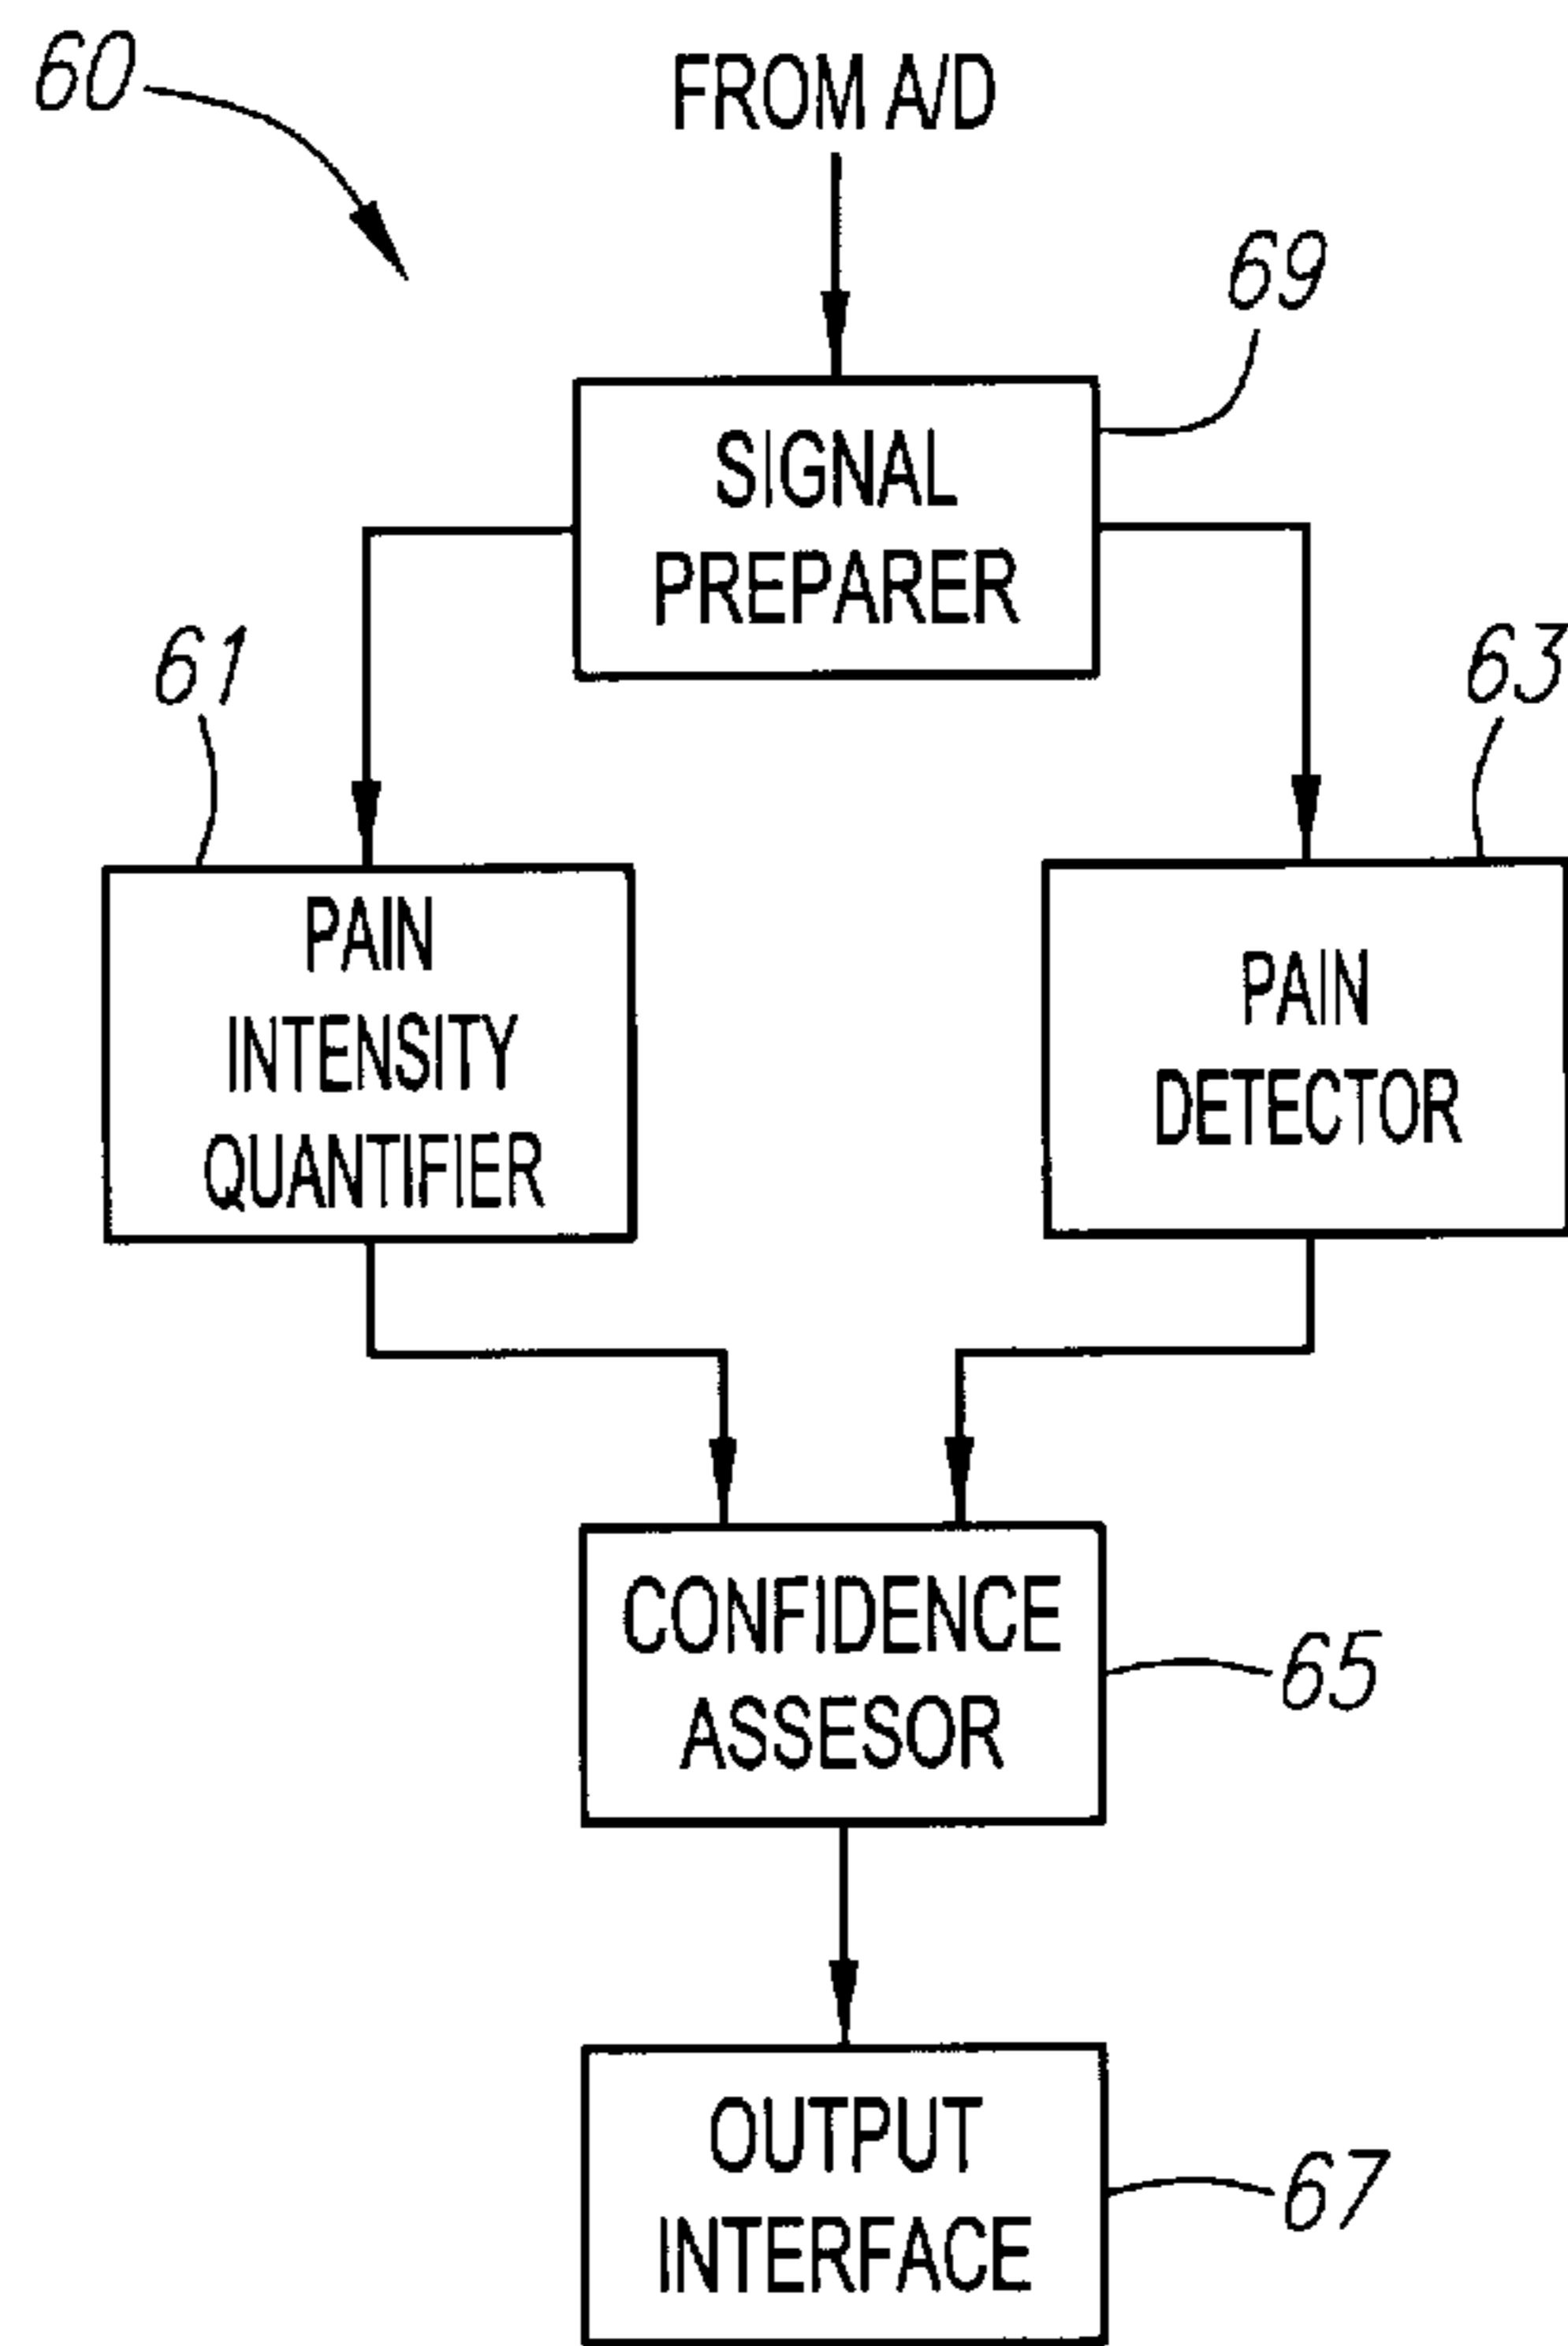 60
FROM A/D
69
SIGNAL
PREPARER
61
63
PAIN
INTENSITY
QUANTIFIER
PAIN
DETECTOR
CONFIDENCE
ASSESOR
65
OUTPUT
INTERFACE
67